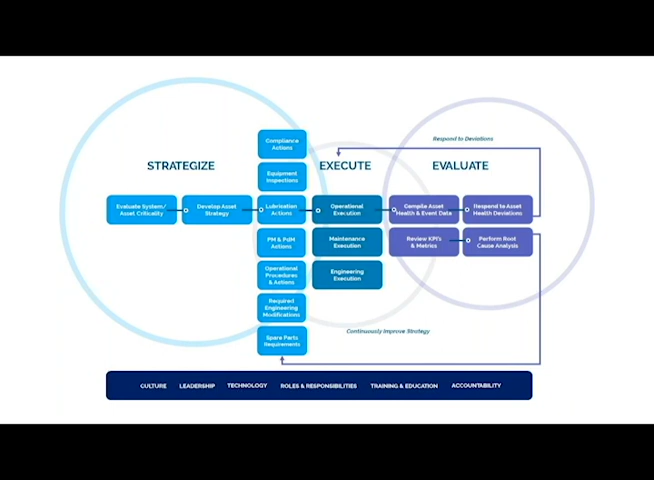 STRATEGIZE
EXECUTE
EVALUATE
Respond to Deviations
Compliance
Actions
Equipment
Inspections
Evaluate System/
Asset Criticality
Develop Asset
Strategy
Lubrication
Actions
Operational
Execution
Compile Asset
Health & Event Data
Respond to Asset
Health Deviations
PM & PdM
Actions
Maintenance
Execution
Review KPI's
& Metrics
Perform Root
Cause Analysis
Operational
Procedures
& Actions
Engineering
Execution
Required
Engineering
Modifications
Spare Parts
Requirements
Continuously Improve Strategy
CULTURE LEADERSHIP TECHNOLOGY ROLES & RESPONSIBILITIES TRAINING & EDUCATION ACCOUNTABILITY